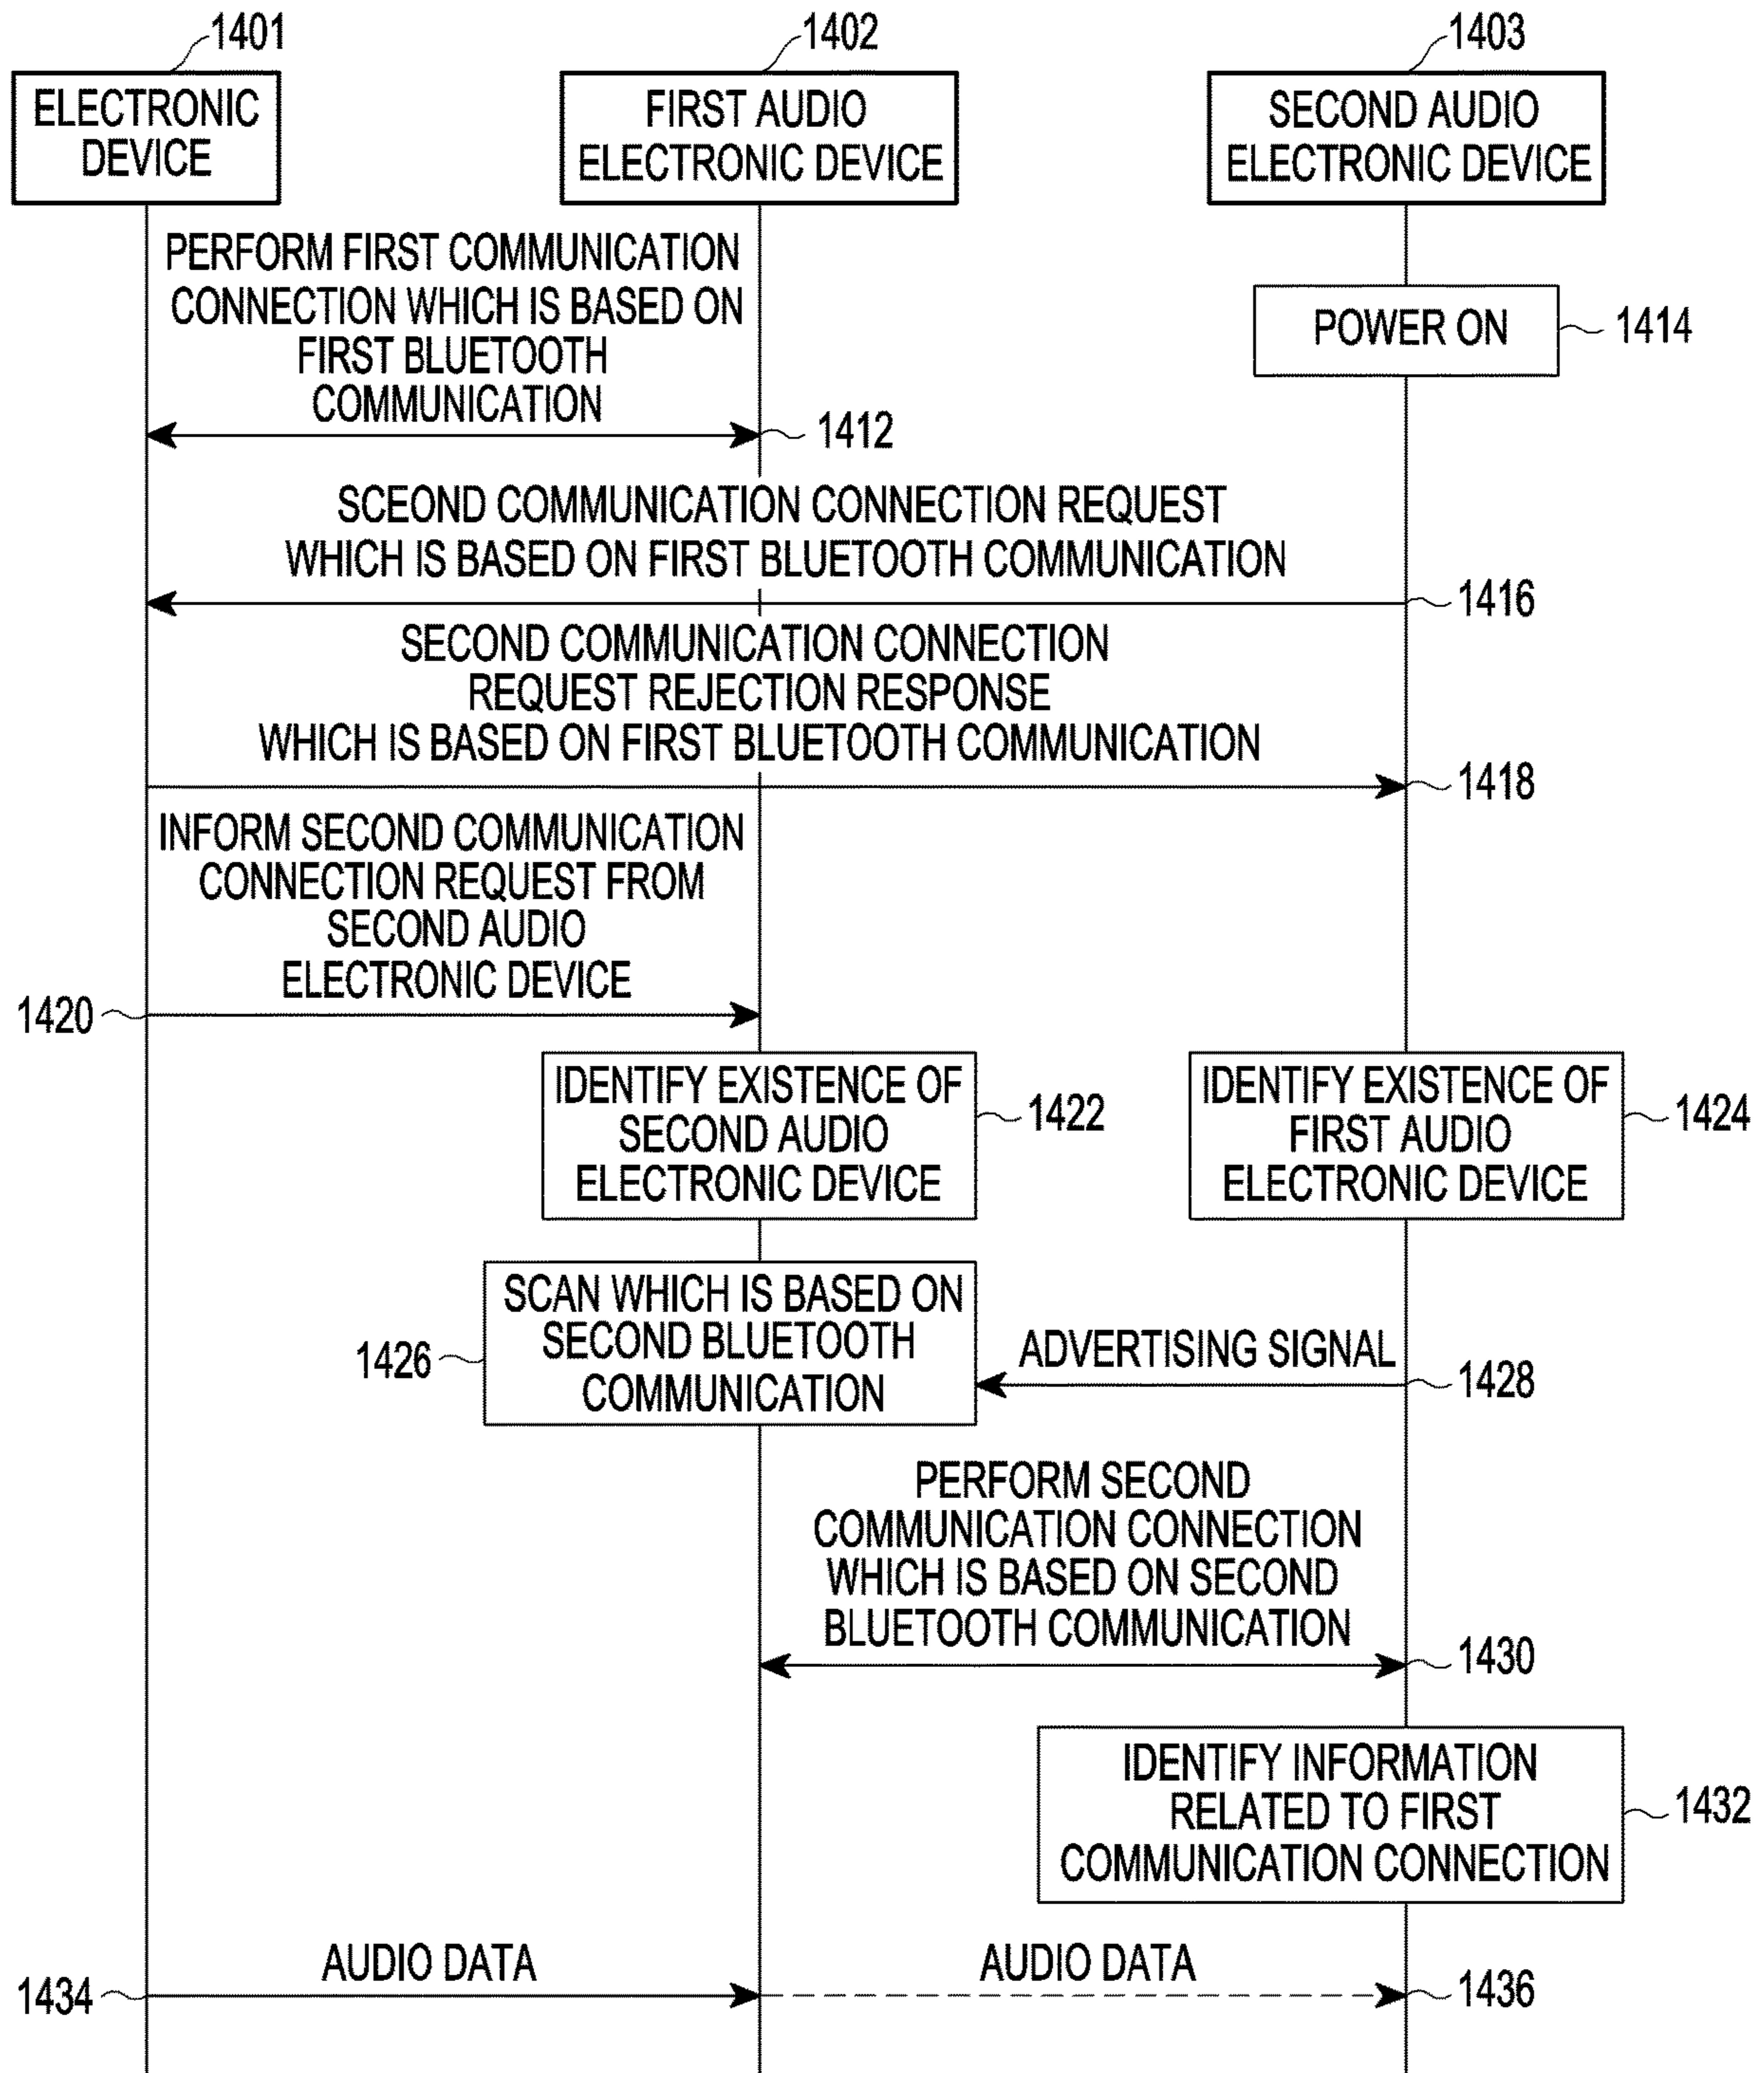 1401
1402
1403
ELECTRONIC
DEVICE
FIRST AUDIO
ELECTRONIC DEVICE
SECOND AUDIO
ELECTRONIC DEVICE
PERFORM FIRST COMMUNICATION
CONNECTION WHICH IS BASED ON
FIRST BLUETOOTH
COMMUNICATION
1412
POWER ON
1414
SCEOND COMMUNICATION CONNECTION REQUEST
WHICH IS BASED ON FIRST BLUETOOTH COMMUNICATION
1416
SECOND COMMUNICATION CONNECTION
REQUEST REJECTION RESPONSE
WHICH IS BASED ON FIRST BLUETOOTH COMMUNICATION
1418
INFORM SECOND COMMUNICATION
CONNECTION REQUEST FROM
SECOND AUDIO
ELECTRONIC DEVICE
1420
IDENTIFY EXISTENCE OF
SECOND AUDIO
ELECTRONIC DEVICE
1422
IDENTIFY EXISTENCE OF
FIRST AUDIO
ELECTRONIC DEVICE
1424
SCAN WHICH IS BASED ON
SECOND BLUETOOTH
COMMUNICATION
1426
ADVERTISING SIGNAL
1428
PERFORM SECOND
COMMUNICATION CONNECTION
WHICH IS BASED ON SECOND
BLUETOOTH COMMUNICATION
1430
IDENTIFY INFORMATION
RELATED TO FIRST
COMMUNICATION CONNECTION
1432
AUDIO DATA
1434
AUDIO DATA
1436